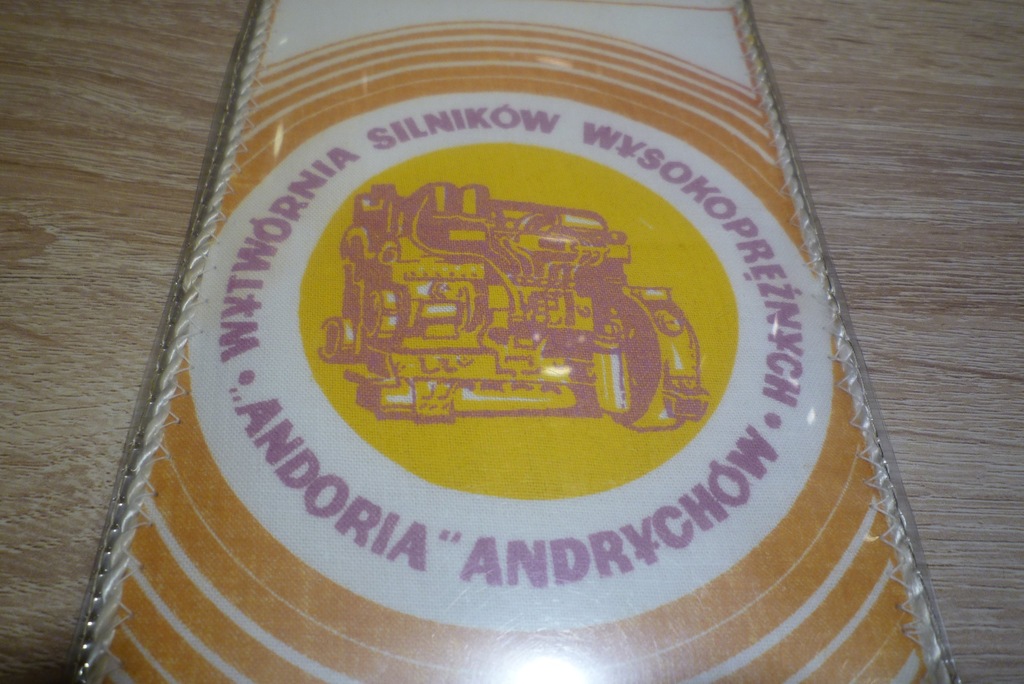 WYTWÓRNIA SILNIKÓW WYSOKOPRĘŻNYCH
„ANDORIA“ ANDRYCHÓW